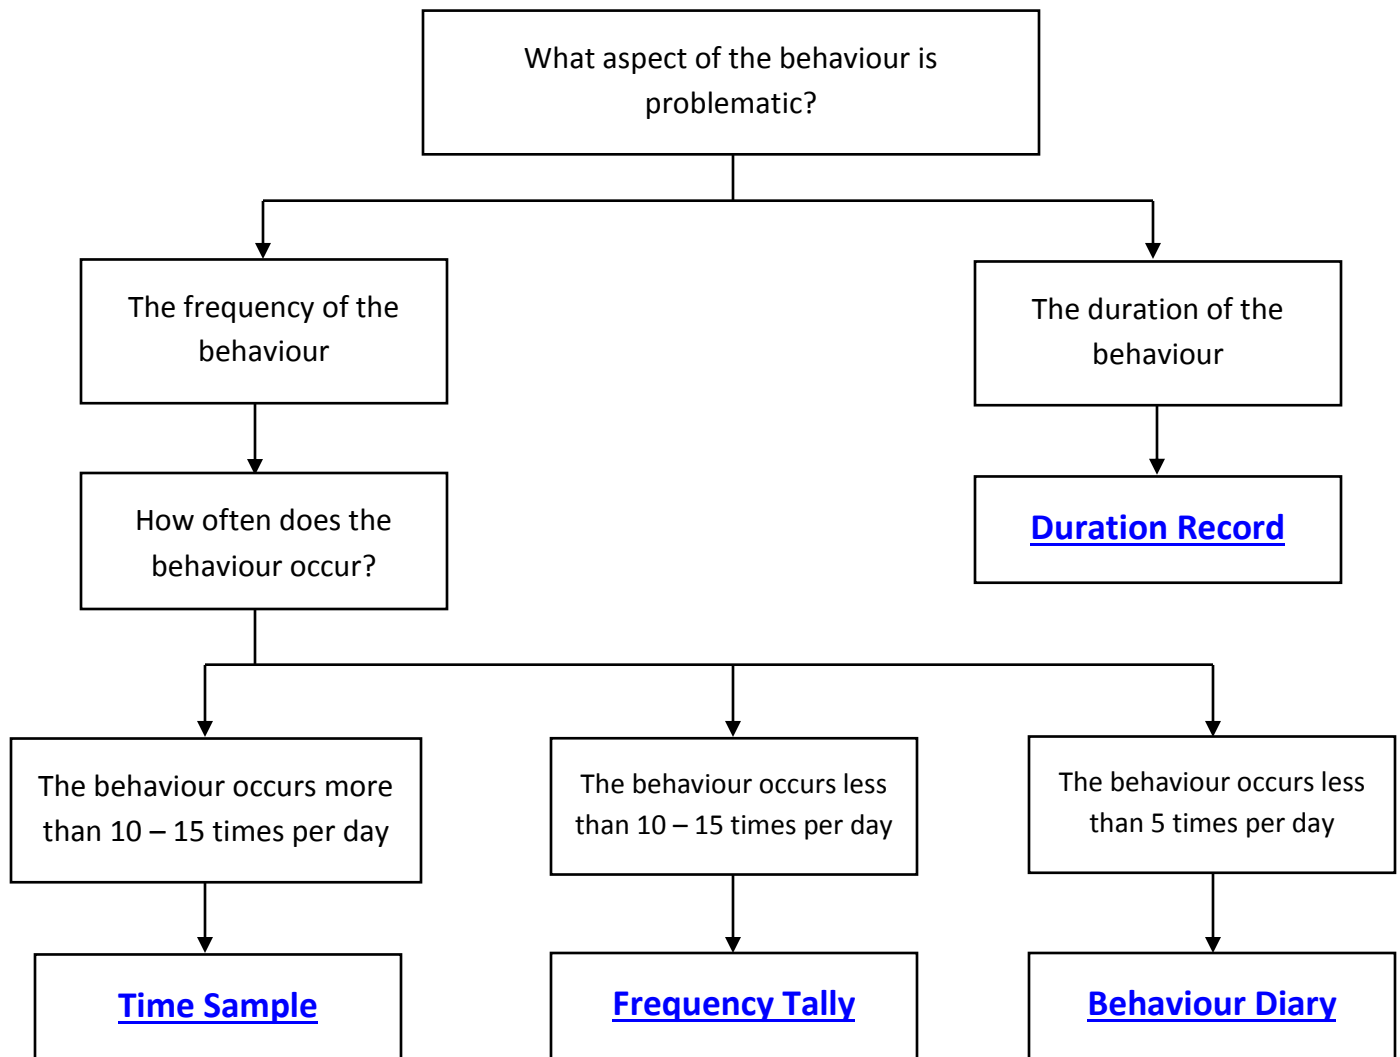 What aspect of the behaviour is
problematic?
The frequency of the
behaviour
The duration of the
behaviour
How often does the
behaviour occur?
Duration Record
The behaviour occurs more
than 10 – 15 times per day
The behaviour occurs less
than 10 – 15 times per day
The behaviour occurs less
than 5 times per day
Time Sample
Frequency Tally
Behaviour Diary